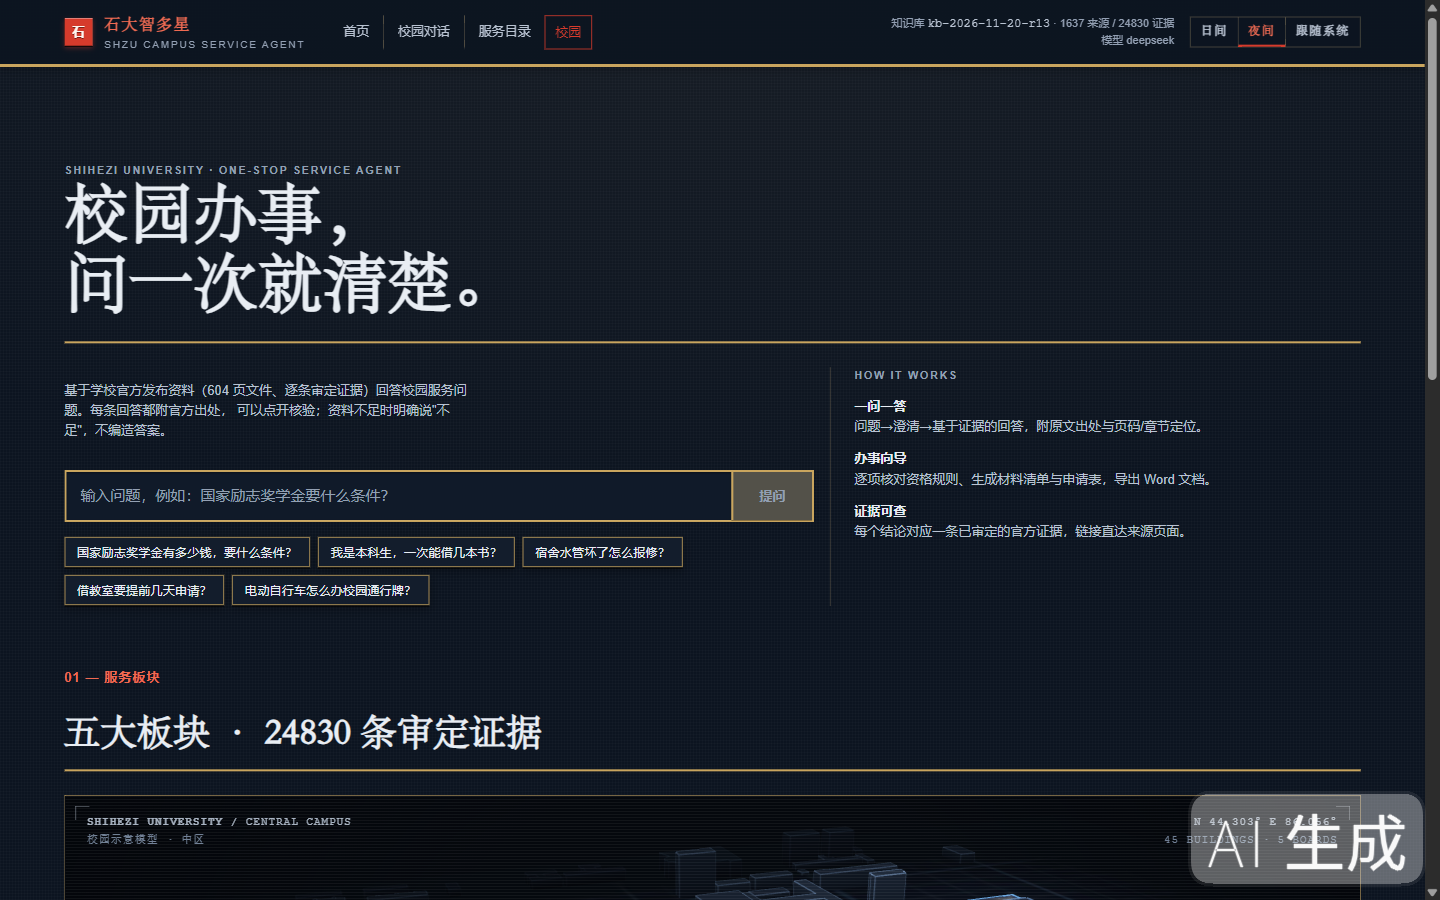 石
石大智多星
SHZU CAMPUS SERVICE AGENT
首页
校园对话
服务目录
校园
知识库 kb-2026-11-20-r13 · 1637 来源 / 24830 证据
模型 deepseek
日间
夜间
跟随系统
SHIHEZI UNIVERSITY · ONE-STOP SERVICE AGENT
校园办事，
问一次就清楚。
基于学校官方发布资料（604 页文件、逐条审定证据）回答校园服务问
题。每条回答都附官方出处， 可以点开核验；资料不足时明确说"不
足"，不编造答案。
输入问题，例如：国家励志奖学金要什么条件？
提问
国家励志奖学金有多少钱，要什么条件？
我是本科生，一次能借几本书？
宿舍水管坏了怎么报修？
借教室要提前几天申请？
电动自行车怎么办校园通行牌？
HOW IT WORKS
一问一答
问题→澄清→基于证据的回答，附原文出处与页码/章节定位。
办事向导
逐项核对资格规则、生成材料清单与申请表，导出 Word 文档。
证据可查
每个结论对应一条已审定的官方证据，链接直达来源页面。
01 — 服务板块
五大板块 · 24830 条审定证据
SHIHEZI UNIVERSITY / CENTRAL CAMPUS
校园示意模型 · 中区
N 44.303° E 86.056°
45 BUILDINGS · 5 BOARDS
AI 生成